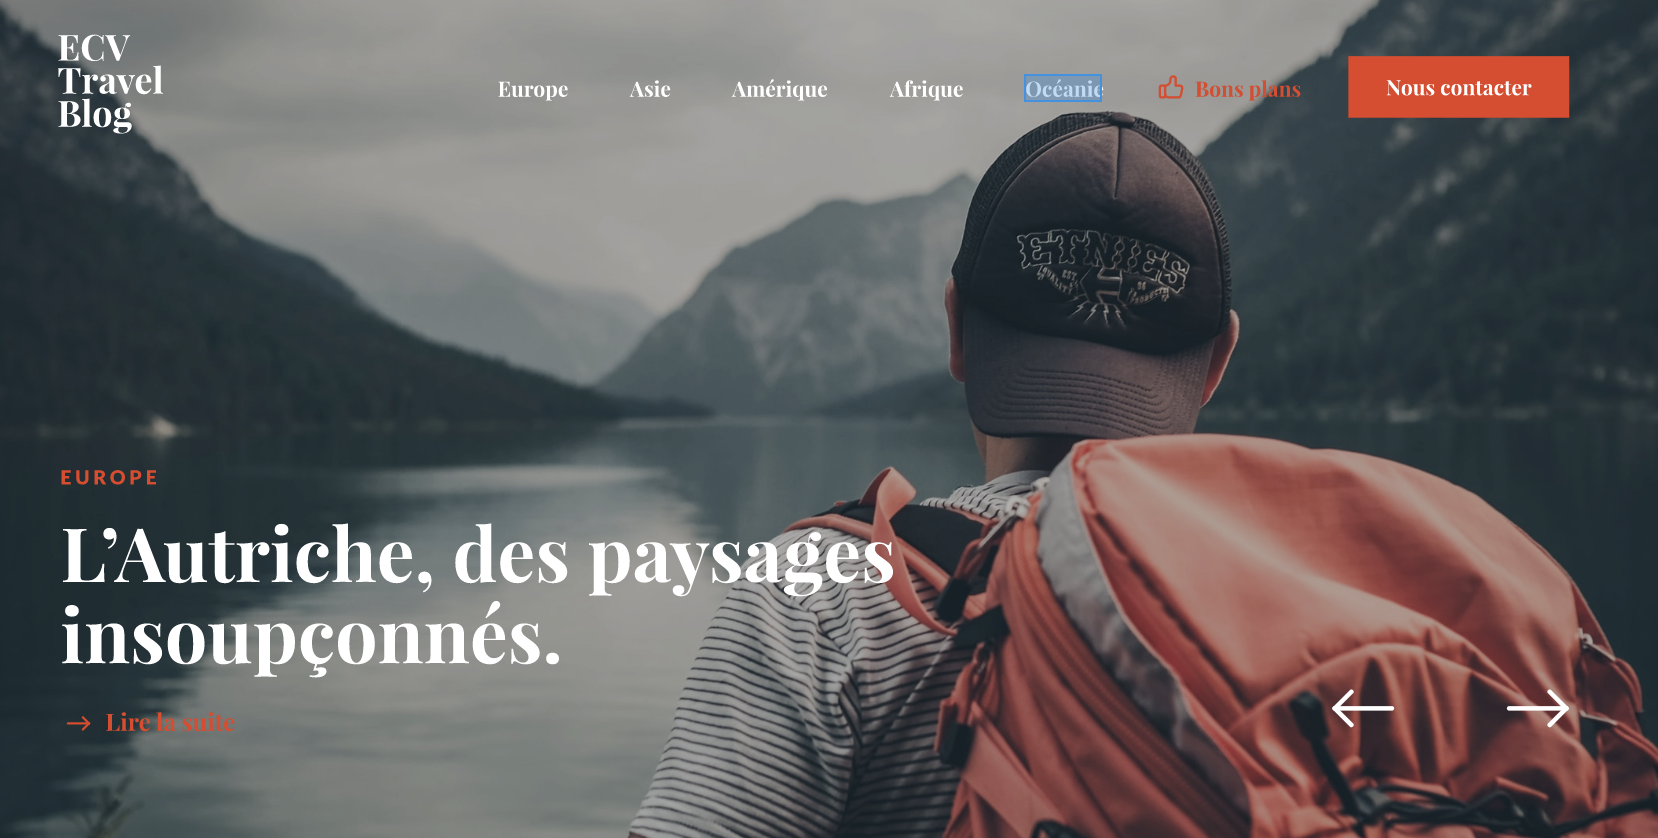 ECV
Travel
Blog
Europe Asie Amérique Afrique Océanie Bons plans Nous contacter
ETNIES
EUROPE
L’Autriche, des paysages
insoupçonnés.
Lire la suite